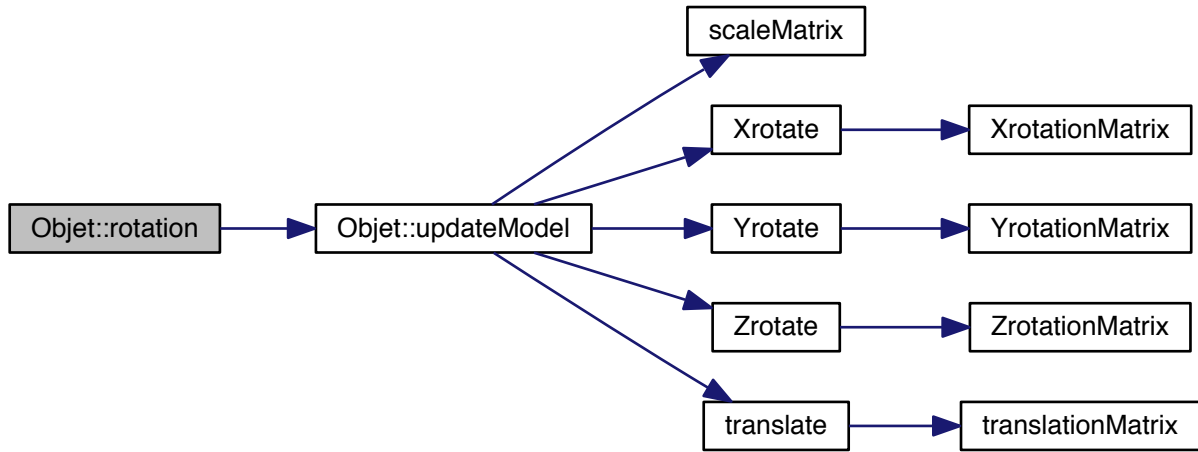 scaleMatrix
Xrotate
XrotationMatrix
Objet::rotation
Objet::updateModel
Yrotate
YrotationMatrix
Zrotate
ZrotationMatrix
translate
translationMatrix